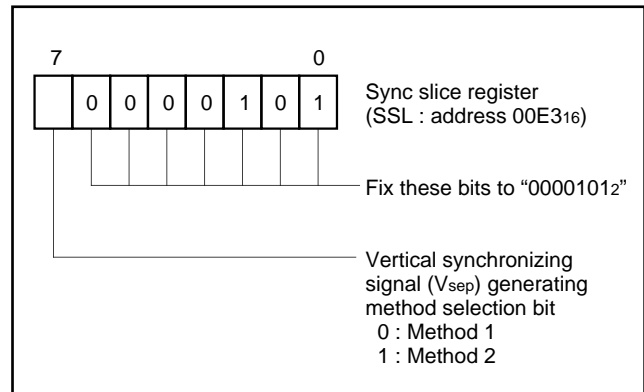 7 0
0 0 0 0 1 0 1
Sync slice register
(SSL : address 00E316)
Fix these bits to “00001012”
Vertical synchronizing
signal (Vsep) generating
method selection bit
0 : Method 1
1 : Method 2